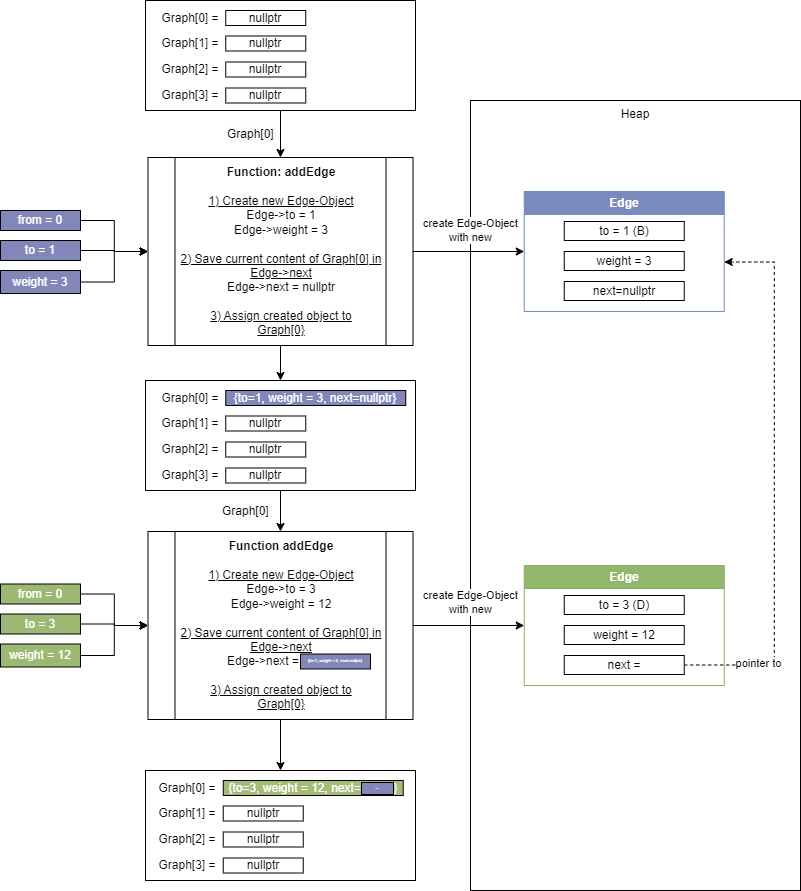 Graph[0] = nullptr
Graph[1] = nullptr
Graph[2] = nullptr
Graph[3] = nullptr
Graph[0]
Heap
Function: addEdge
1) Create new Edge-Object
Edge->to = 1
Edge->weight = 3
2) Save current content of Graph[0] in
Edge->next
Edge->next = nullptr
3) Assign created object to
Graph[0}
from = 0
to = 1
weight = 3
create Edge-Object
with new
Edge
to = 1 (B)
weight = 3
next=nullptr
Graph[0] = {to=1, weight = 3, next=nullptr}
Graph[1] = nullptr
Graph[2] = nullptr
Graph[3] = nullptr
Graph[0]
Function addEdge
1) Create new Edge-Object
Edge->to = 3
Edge->weight = 12
2) Save current content of Graph[0] in
Edge->next
Edge->next = {to=1, weight = 3, next=nullptr}
3) Assign created object to
Graph[0}
from = 0
to = 3
weight = 12
create Edge-Object
with new
Edge
to = 3 (D)
weight = 12
next =
pointer to
Graph[0] = {to=3, weight = 12, next= - }
Graph[1] = nullptr
Graph[2] = nullptr
Graph[3] = nullptr